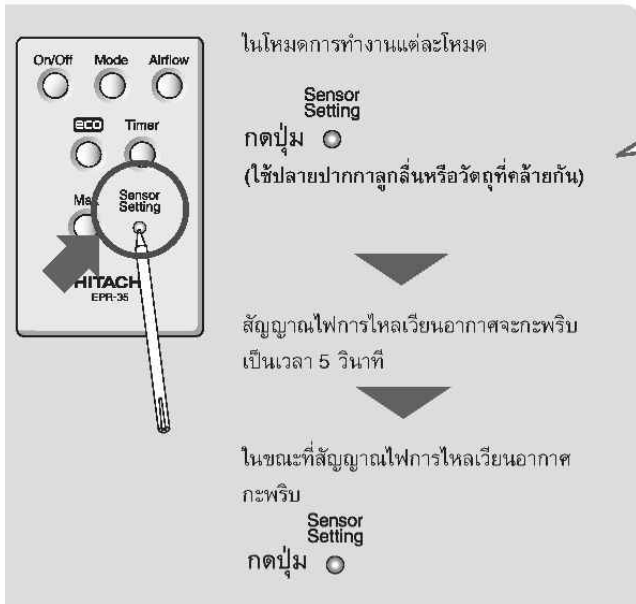 On/Off Mode Airflow
eco Timer
Sensor
Setting
HITACH
EPR-35
ในโหมดการทำงานแต่ละโหมด
Sensor
Setting
กดปุ่ม
(ใช้ปลายปากกาลูกลื่นหรือวัตถุที่คล้ายกัน)
สัญญาณไฟการไหลเวียนอากาศจะกะพริบ
เป็นเวลา 5 วินาที
ในขณะที่สัญญาณไฟการไหลเวียนอากาศ
กะพริบ
Sensor
Setting
กดปุ่ม